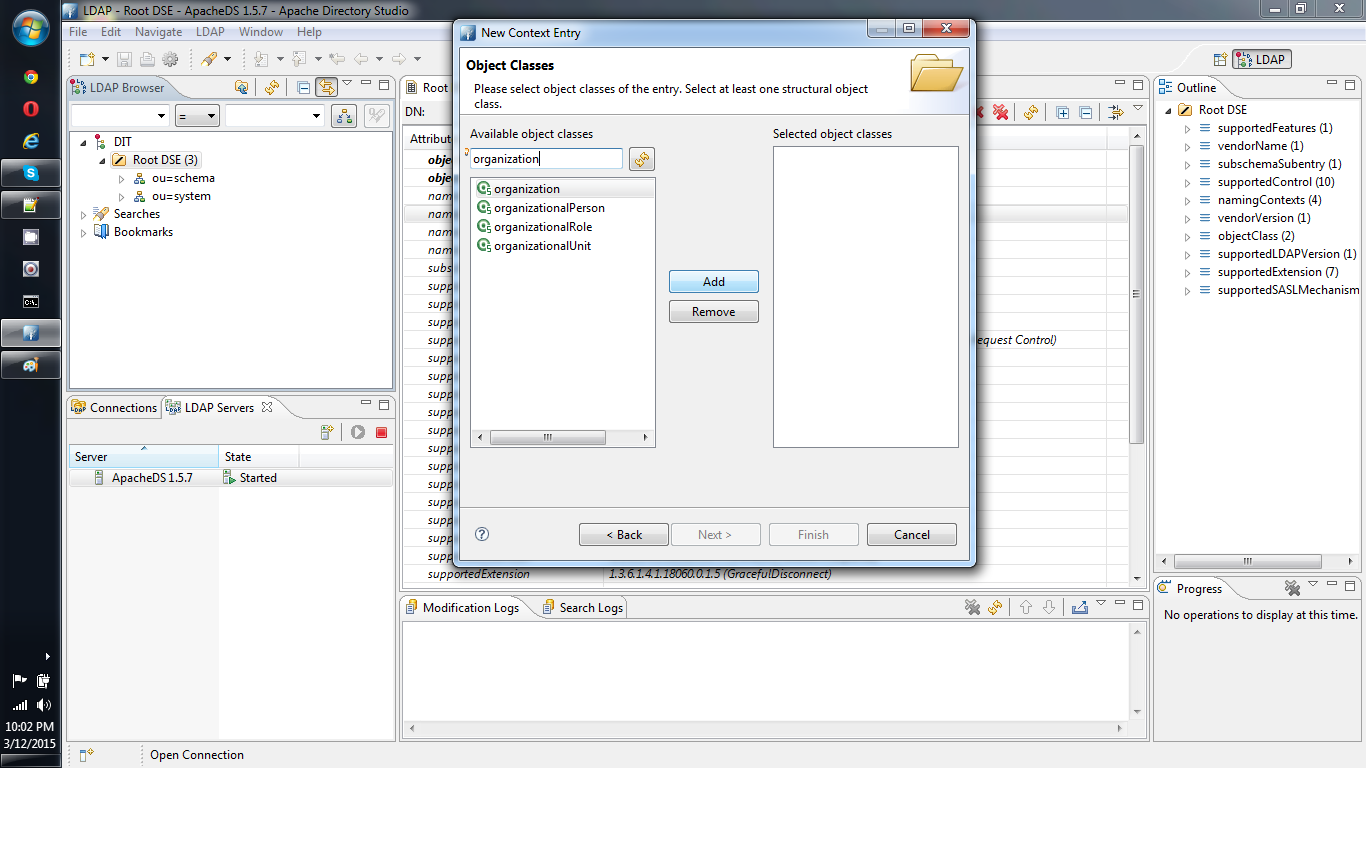 LDAP - Root DSE - ApacheDS 1.5.7 - Apache Directory Studio
File Edit Navigate LDAP Window Help
LDAP
LDAP Browser
=
DIT
Root DSE (3)
ou=schema
ou=system
Searches
Bookmarks
Connections
LDAP Servers
Server State
ApacheDS 1.5.7 Started
Root
DN:
Attribut
obje
obje
nam
nam
nam
nam
subs
supp
supp
supp
supp
equest Control)
supp
supp
supp
supp
supp
supp
supp
supp
supp
supp
supp
supp
supportedExtension 1.3.6.1.4.1.18060.0.1.5 (GracefulDisconnect)
New Context Entry
Object Classes
Please select object classes of the entry. Select at least one structural object
class.
Available object classes
Selected object classes
organization
organization
organizationalPerson
organizationalRole
organizationalUnit
Add
Remove
< Back Next > Finish Cancel
Modification Logs
Search Logs
Outline
Root DSE
supportedFeatures (1)
vendorName (1)
subschemaSubentry (1)
supportedControl (10)
namingContexts (4)
vendorVersion (1)
objectClass (2)
supportedLDAPVersion (1)
supportedExtension (7)
supportedSASLMechanism
Progress
No operations to display at this time.
10:02 PM
3/12/2015
Open Connection